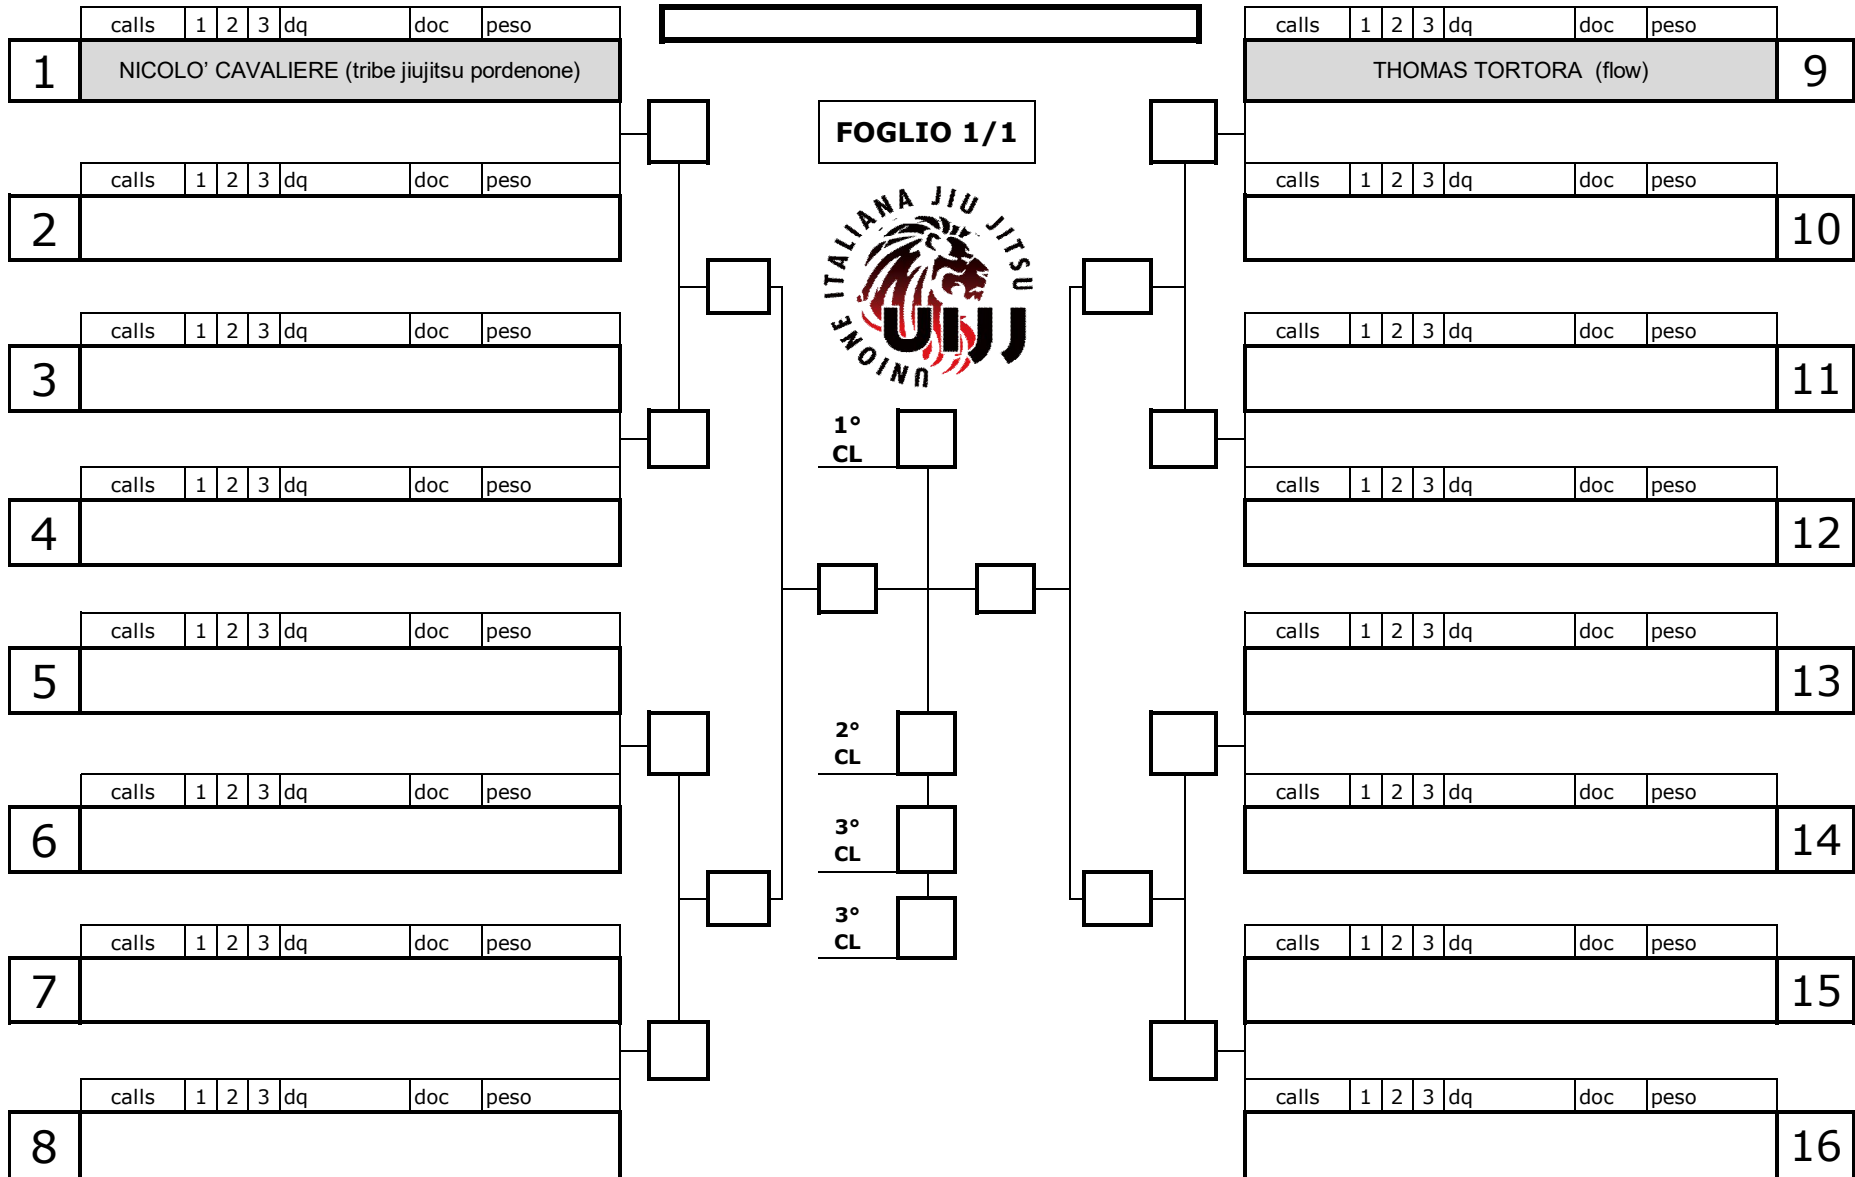 calls 1 2 3 dq doc peso
1 NICOLO’ CAVALIERE (tribe jiujitsu pordenone)
calls 1 2 3 dq doc peso
2
calls 1 2 3 dq doc peso
3
calls 1 2 3 dq doc peso
4
calls 1 2 3 dq doc peso
5
calls 1 2 3 dq doc peso
6
calls 1 2 3 dq doc peso
7
calls 1 2 3 dq doc peso
8
FOGLIO 1/1
UNIONE ITALIANA JIU JITSU
UIJJ
1°
CL
2°
CL
3°
CL
3°
CL
calls 1 2 3 dq doc peso
THOMAS TORTORA (flow) 9
calls 1 2 3 dq doc peso
10
calls 1 2 3 dq doc peso
11
calls 1 2 3 dq doc peso
12
calls 1 2 3 dq doc peso
13
calls 1 2 3 dq doc peso
14
calls 1 2 3 dq doc peso
15
calls 1 2 3 dq doc peso
16